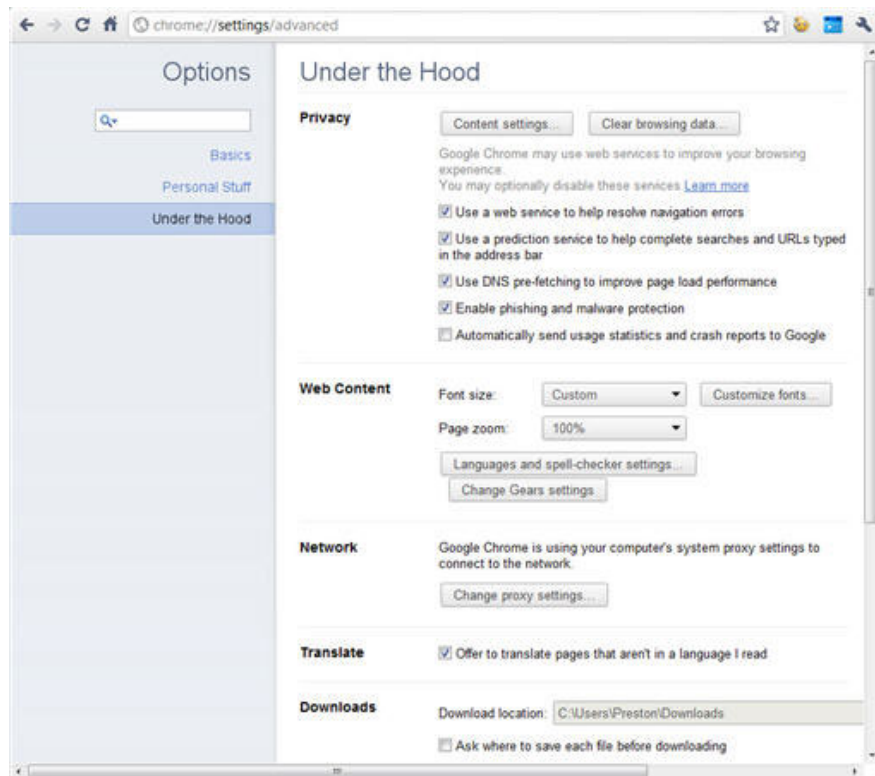 chrome://settings/advanced
Options
Basics
Personal Stuff
Under the Hood
Under the Hood
Privacy
Content settings...
Clear browsing data...
Google Chrome may use web services to improve your browsing
experience.
You may optionally disable these services Learn more
Use a web service to help resolve navigation errors
Use a prediction service to help complete searches and URLs typed
in the address bar
Use DNS pre-fetching to improve page load performance
Enable phishing and malware protection
Automatically send usage statistics and crash reports to Google
Web Content
Font size: Custom Customize fonts...
Page zoom: 100%
Languages and spell-checker settings...
Change Gears settings
Network
Google Chrome is using your computer's system proxy settings to
connect to the network.
Change proxy settings...
Translate
Offer to translate pages that aren't in a language I read
Downloads
Download location: C:\Users\Preston\Downloads
Ask where to save each file before downloading